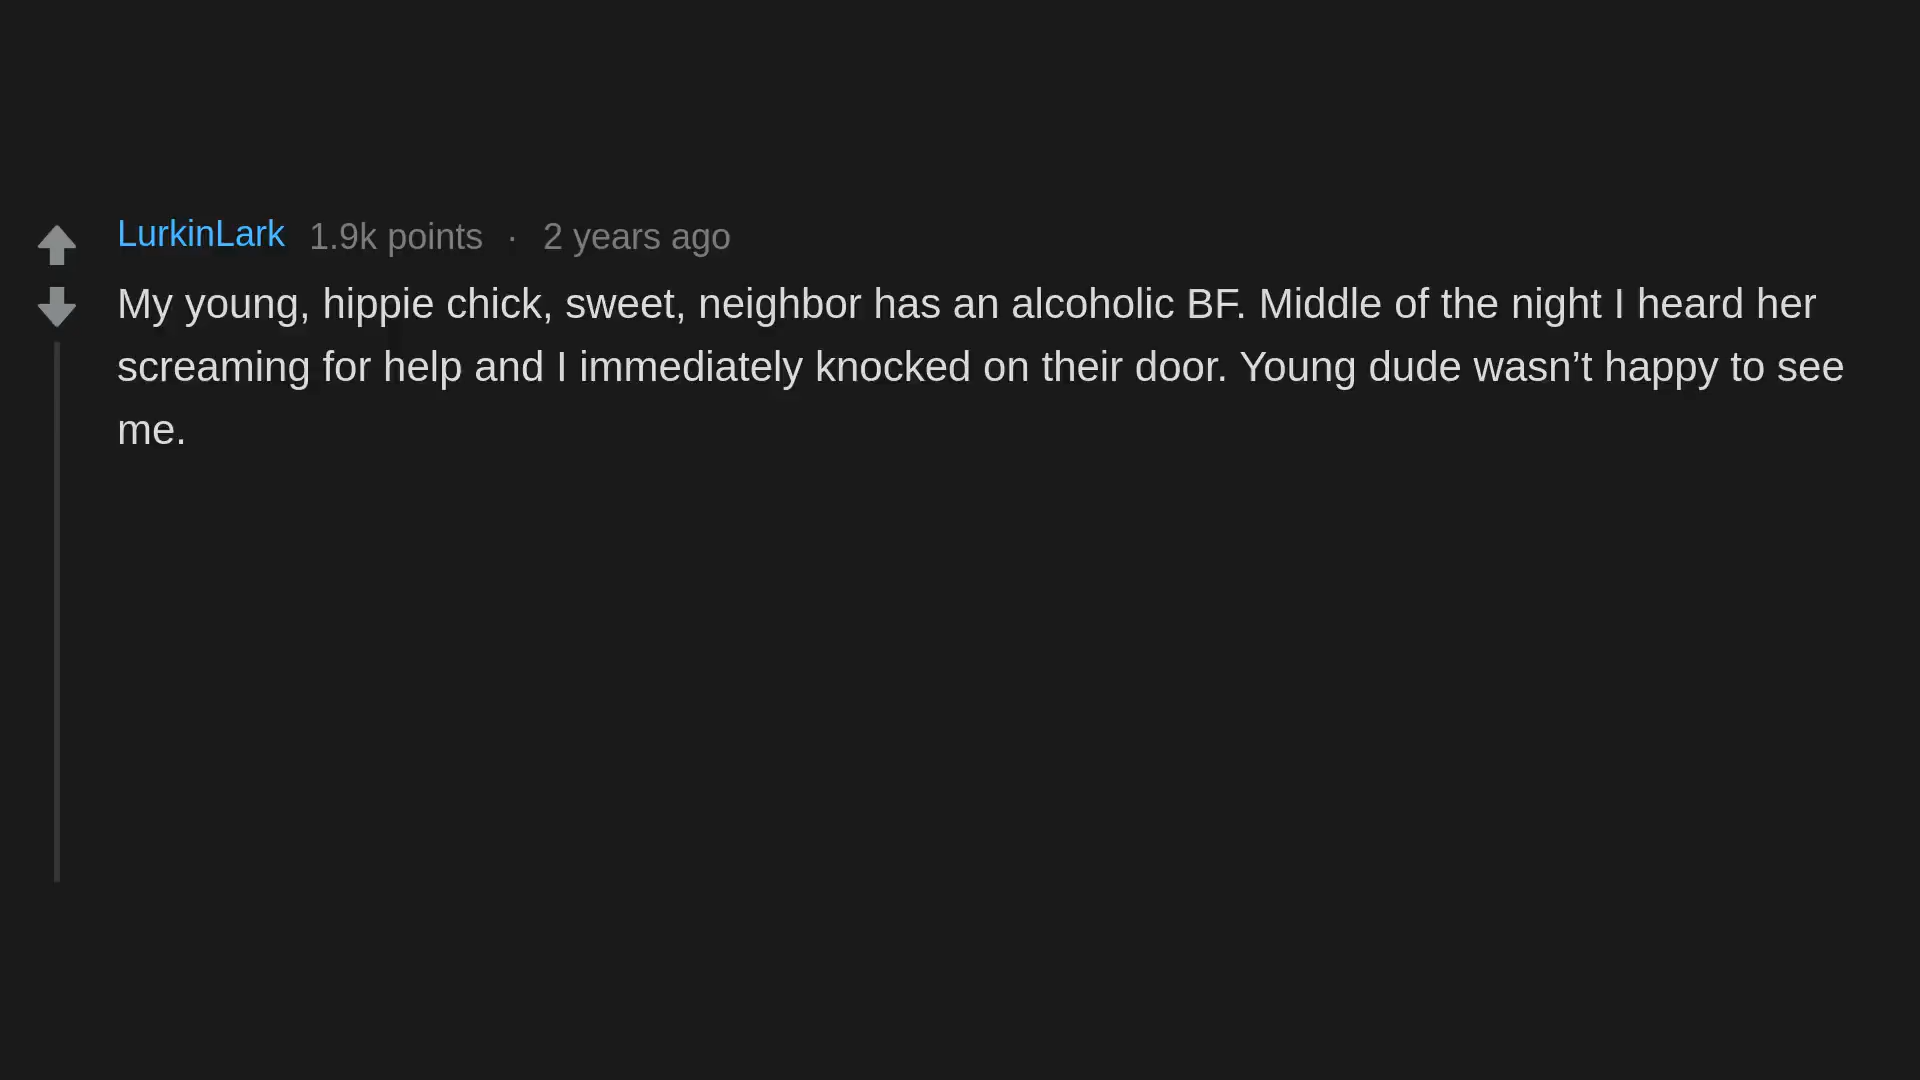 LurkinLark 1.9k points · 2 years ago
My young, hippie chick, sweet, neighbor has an alcoholic BF. Middle of the night I heard her
screaming for help and I immediately knocked on their door. Young dude wasn’t happy to see
me.